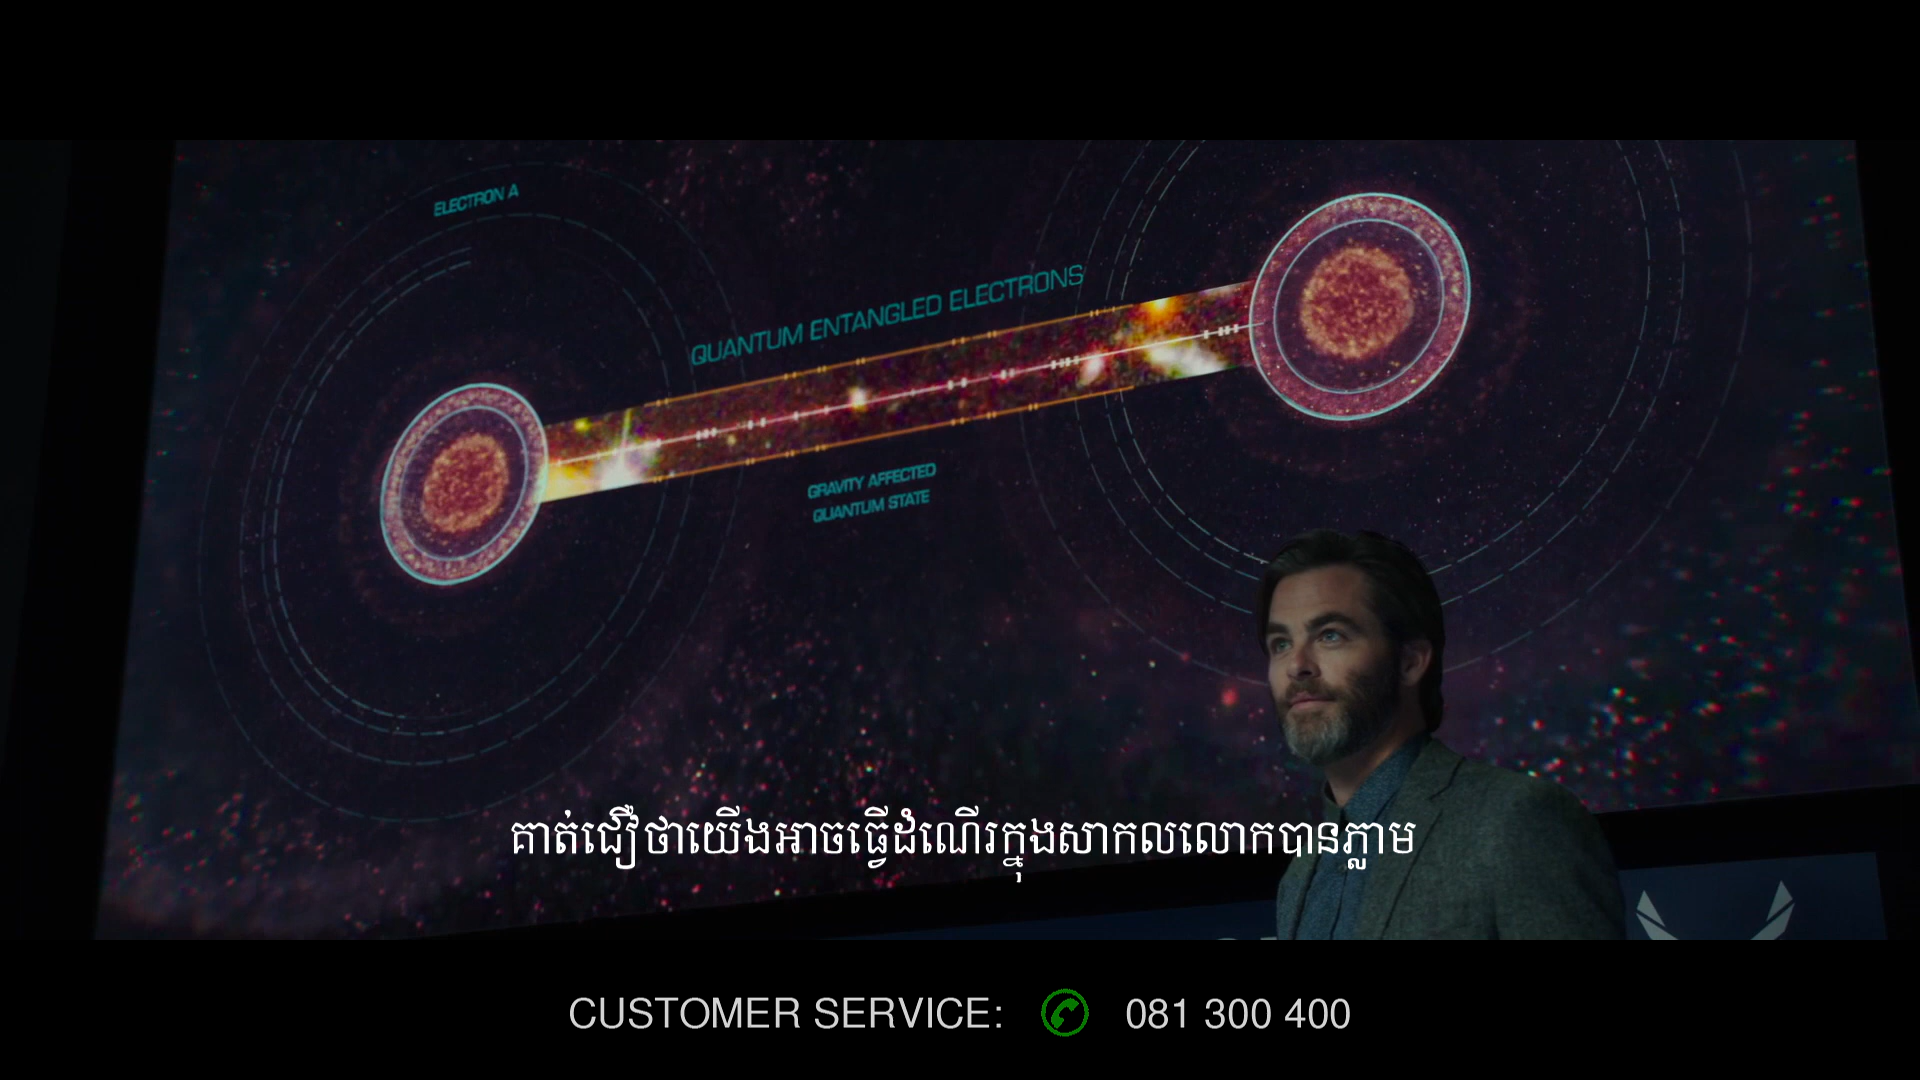 ELECTRON A
QUANTUM ENTANGLED ELECTRONS
GRAVITY AFFECTED
QUANTUM STATE
គាត់ជឿថាយើងអាចធ្វើដំណើរក្នុងសាកលលោកបានភ្លាម
CUSTOMER SERVICE: 081 300 400